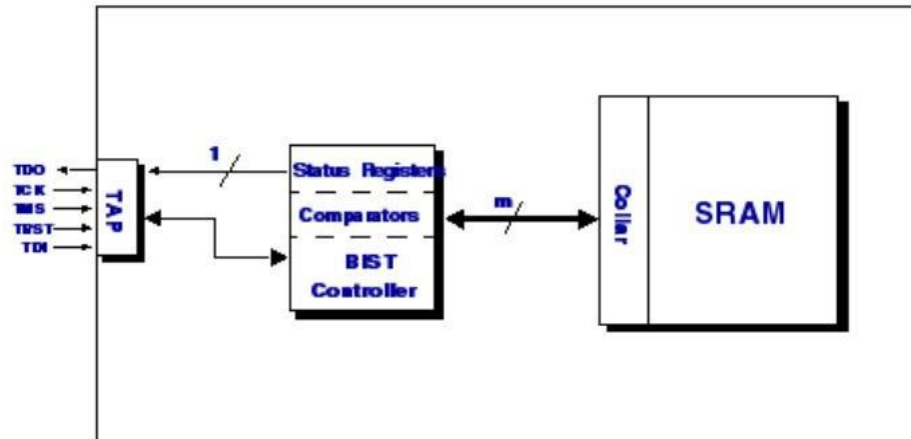 TDO
TCK
TMS
TRST
TDI
TAP
1
Status Registers
Comparators
BIST
Controller
m
Collar
SRAM